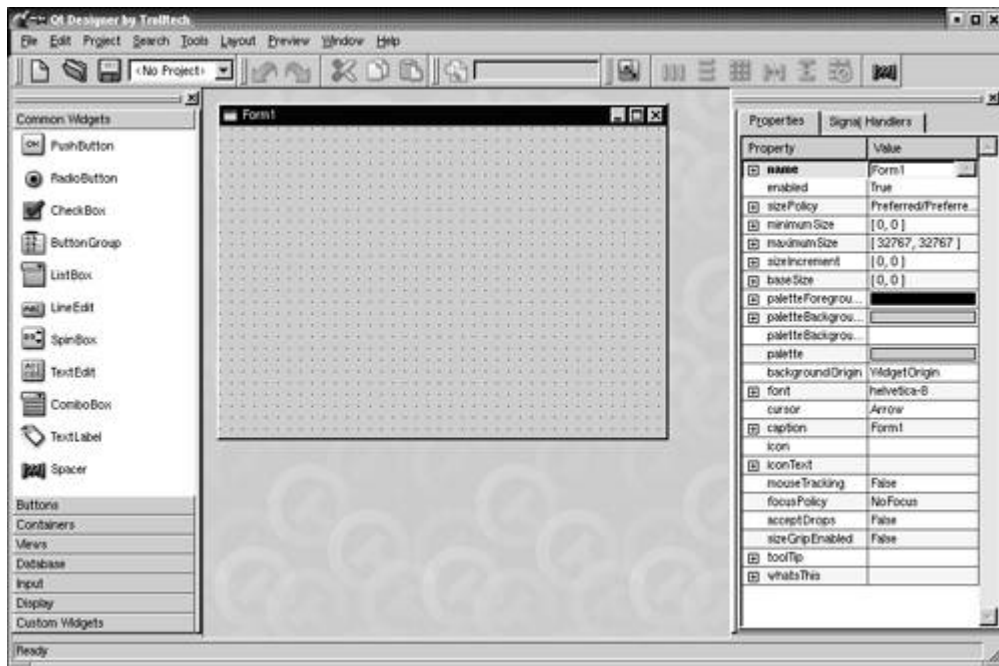 Qt Designer by Trolltech
File Edit Project Search Tools Layout Preview Window Help
<No Project>
Common Widgets
PushButton
RadioButton
CheckBox
ButtonGroup
ListBox
LineEdit
SpinBox
TextEdit
ComboBox
TextLabel
Spacer
Buttons
Containers
Views
Database
Input
Display
Custom Widgets
Form1
Properties Signal Handlers
Property Value
name Form1
enabled True
sizePolicy Preferred/Preferre...
minimumSize [ 0, 0 ]
maximumSize [ 32767, 32767 ]
sizeIncrement [ 0, 0 ]
baseSize [ 0, 0 ]
paletteForegrou...
paletteBackgrou...
paletteBackgrou...
palette
backgroundOrigin WidgetOrigin
font helvetica-8
cursor Arrow
caption Form1
icon
iconText
mouseTracking False
focusPolicy NoFocus
acceptDrops False
sizeGripEnabled False
toolTip
whatsThis
Ready